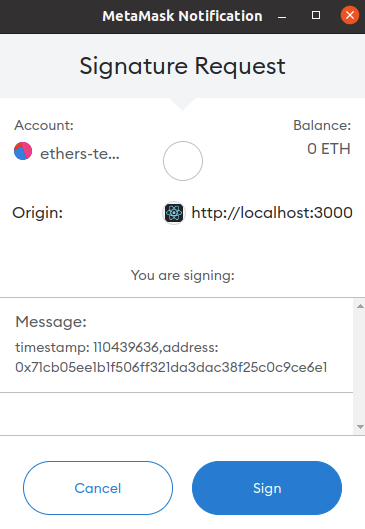 MetaMask Notification
Signature Request
Account:
Balance:
ethers-te...
0 ETH
Origin:
http://localhost:3000
You are signing:
Message:
timestamp: 110439636,address:
0x71cb05ee1b1f506ff321da3dac38f25c0c9ce6e1
Cancel
Sign